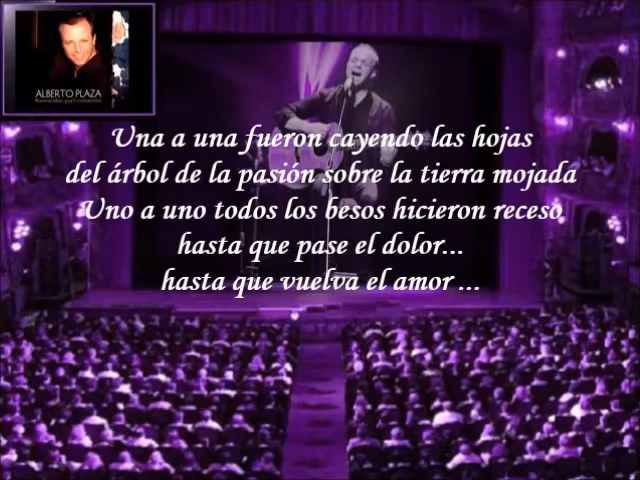 ALBERTO PLAZA
Una a una fueron cayendo las hojas
del árbol de la pasión sobre la tierra mojada
Uno a uno todos los besos hicieron receso
hasta que pase el dolor...
hasta que vuelva el amor ...